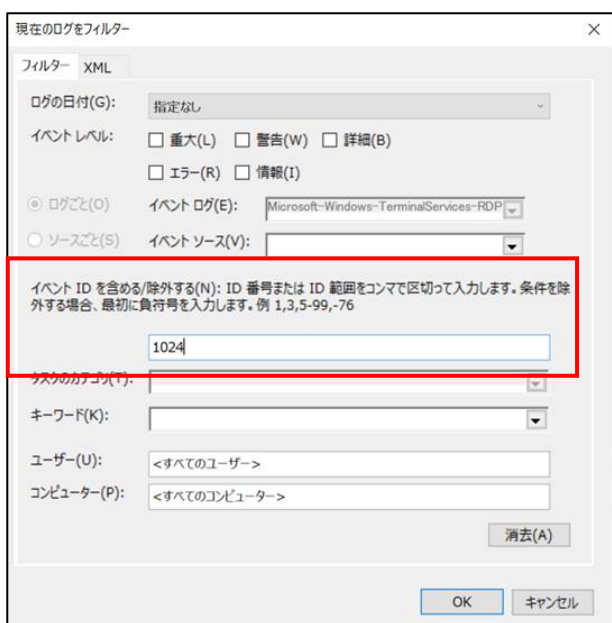 現在のログをフィルター
フィルター XML
ログの日付(G): 指定なし
イベント レベル: 重大(L) 警告(W) 詳細(B)
エラー(R) 情報(I)
ログごと(O) イベント ログ(E): Microsoft-Windows-TerminalServices-RDP
ソースごと(S) イベント ソース(V):
イベント ID を含める/除外する(N): ID 番号または ID 範囲をコンマで区切って入力します。条件を除
外する場合、最初に負符号を入力します。例 1,3,5-99,-76
1024
タスクのカテゴリ(T):
キーワード(K):
ユーザー(U): <すべてのユーザー>
コンピューター(P): <すべてのコンピューター>
消去(A)
OK キャンセル